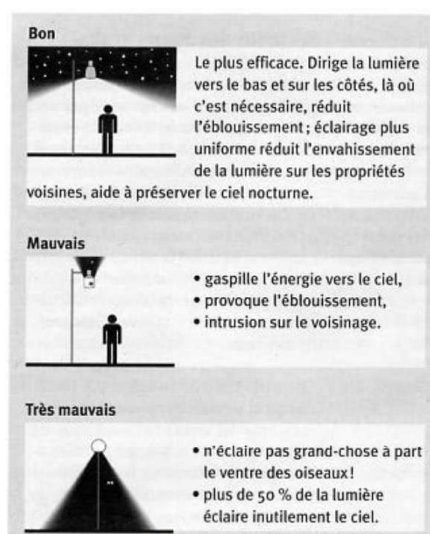 Bon
Le plus efficace. Dirige la lumière
vers le bas et sur les côtés, là où
c'est nécessaire, réduit
l'éblouissement ; éclairage plus
uniforme réduit l'envahissement
de la lumière sur les propriétés
voisines, aide à préserver le ciel nocturne.
Mauvais
• gaspille l'énergie vers le ciel,
• provoque l'éblouissement,
• intrusion sur le voisinage.
Très mauvais
• n'éclaire pas grand-chose à part
le ventre des oiseaux !
• plus de 50 % de la lumière
éclaire inutilement le ciel.